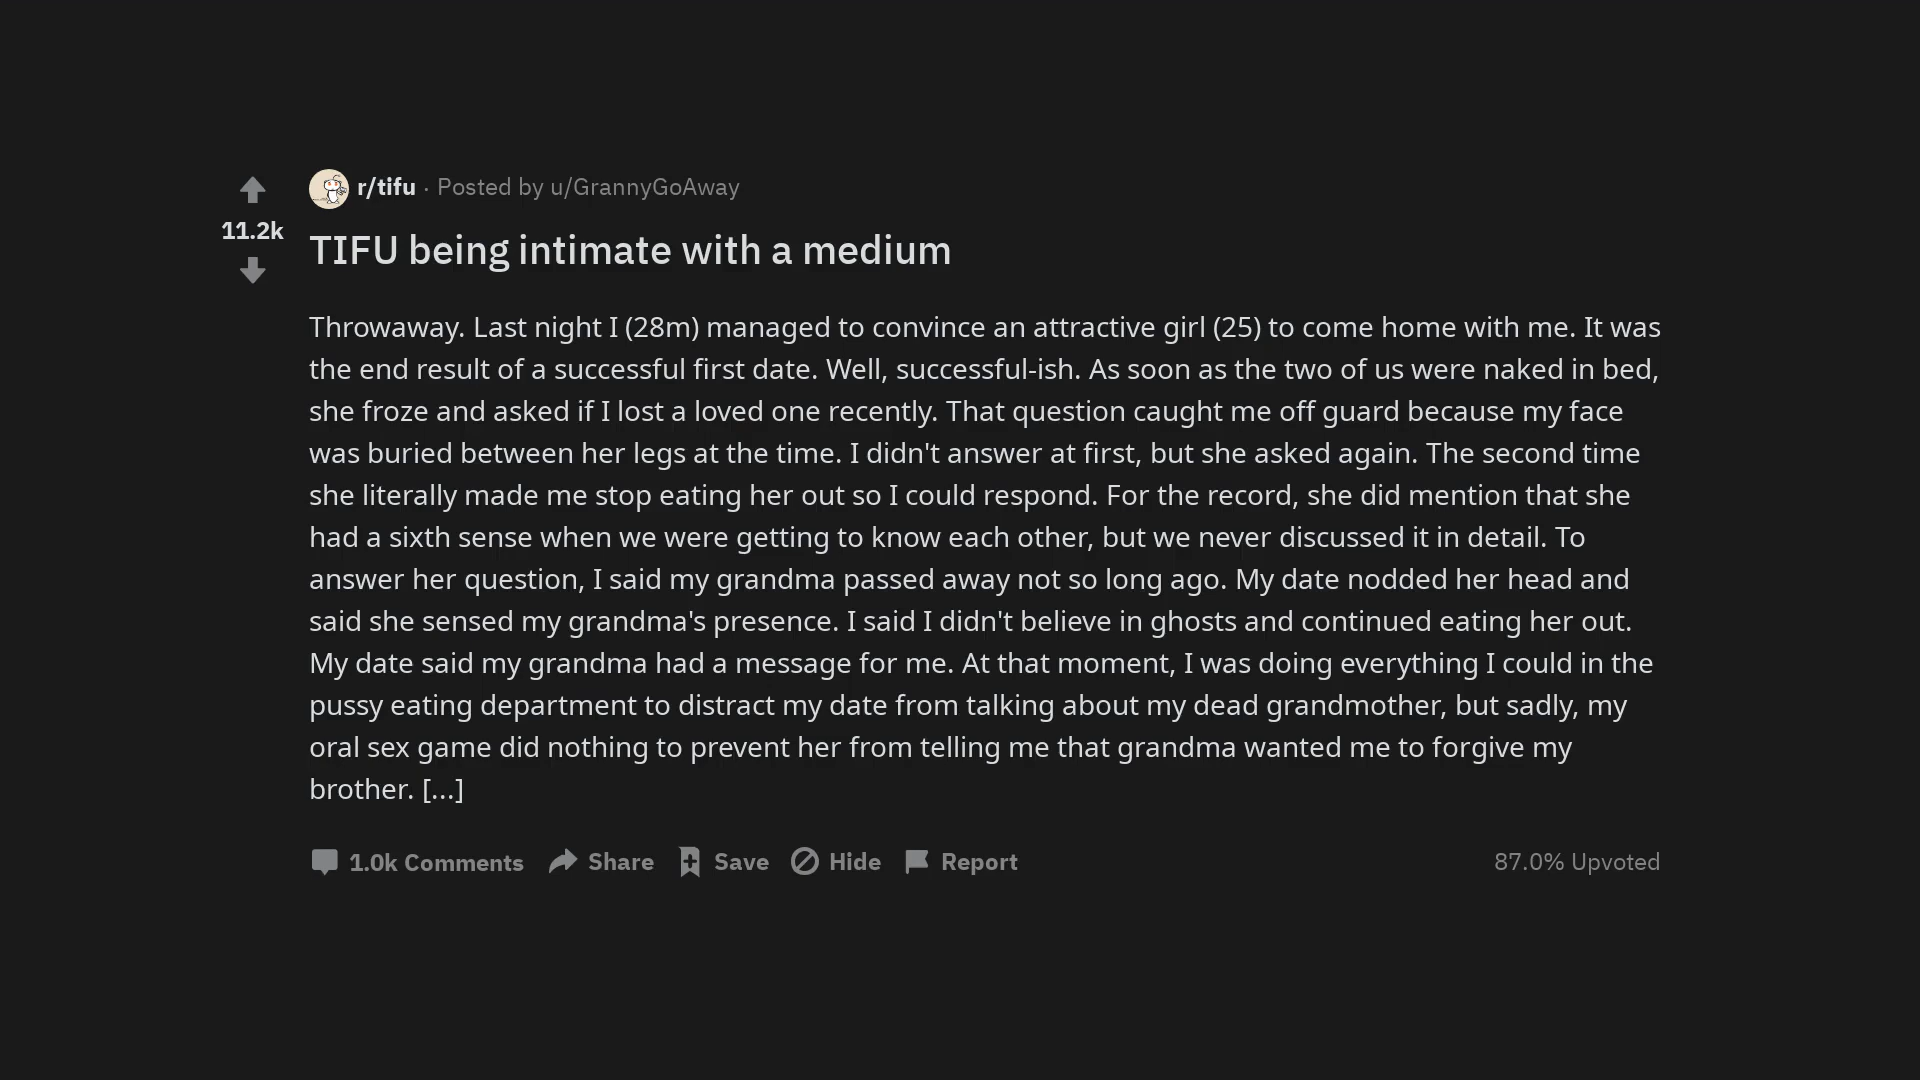 r/tifu · Posted by u/GrannyGoAway
11.2k
TIFU being intimate with a medium
Throwaway. Last night I (28m) managed to convince an attractive girl (25) to come home with me. It was
the end result of a successful first date. Well, successful-ish. As soon as the two of us were naked in bed,
she froze and asked if I lost a loved one recently. That question caught me off guard because my face
was buried between her legs at the time. I didn't answer at first, but she asked again. The second time
she literally made me stop eating her out so I could respond. For the record, she did mention that she
had a sixth sense when we were getting to know each other, but we never discussed it in detail. To
answer her question, I said my grandma passed away not so long ago. My date nodded her head and
said she sensed my grandma's presence. I said I didn't believe in ghosts and continued eating her out.
My date said my grandma had a message for me. At that moment, I was doing everything I could in the
pussy eating department to distract my date from talking about my dead grandmother, but sadly, my
oral sex game did nothing to prevent her from telling me that grandma wanted me to forgive my
brother. [...]
1.0k Comments Share Save Hide Report 87.0% Upvoted